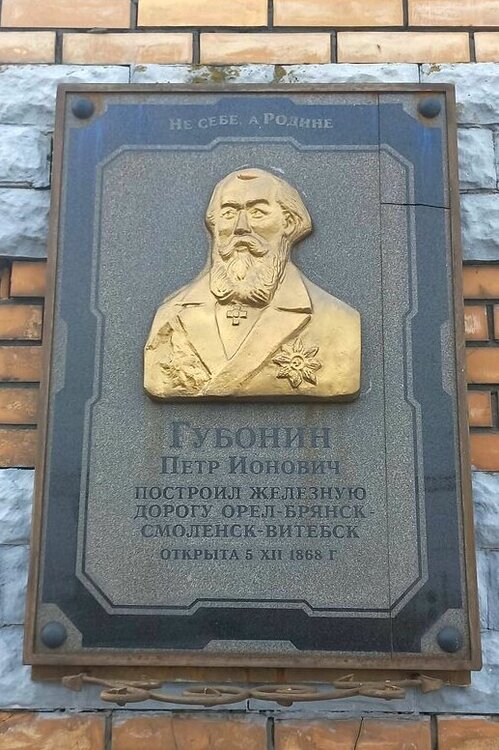 Не себе, а Родине
Губонин
Петр Ионович
построил железную
дорогу Орел-Брянск-
Смоленск-Витебск
открыта 5 XII 1868 г